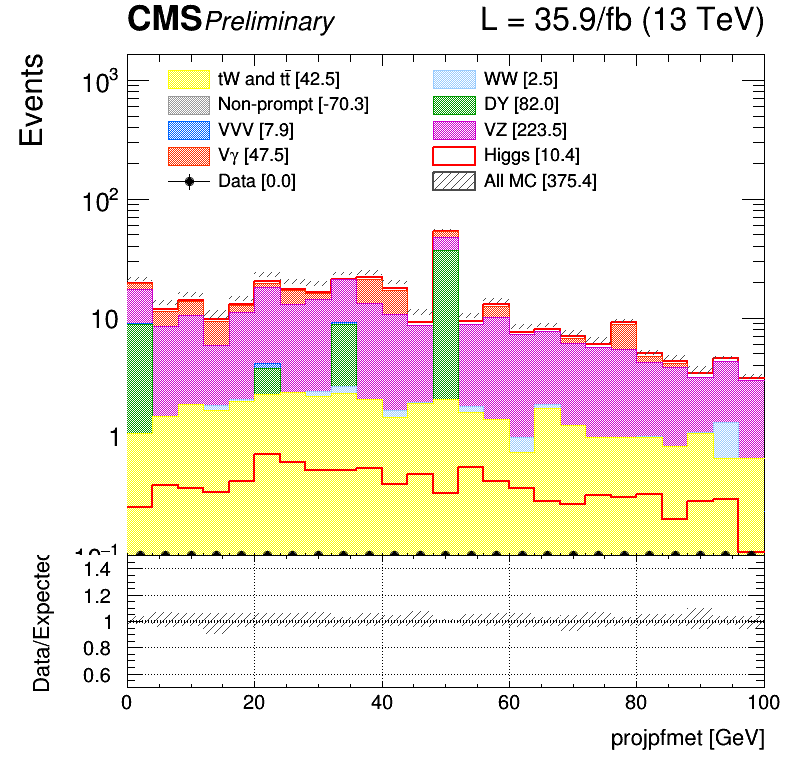 CMS Preliminary L = 35.9/fb (13 TeV)
Events
tW and tt̄ [42.5]
Non-prompt [-70.3]
VVV [7.9]
Vγ [47.5]
Data [0.0]
WW [2.5]
DY [82.0]
VZ [223.5]
Higgs [10.4]
All MC [375.4]
10³
10²
10
1
10⁻¹
Data/Expected
1.4
1.2
1
0.8
0.6
0 20 40 60 80 100
projpfmet [GeV]